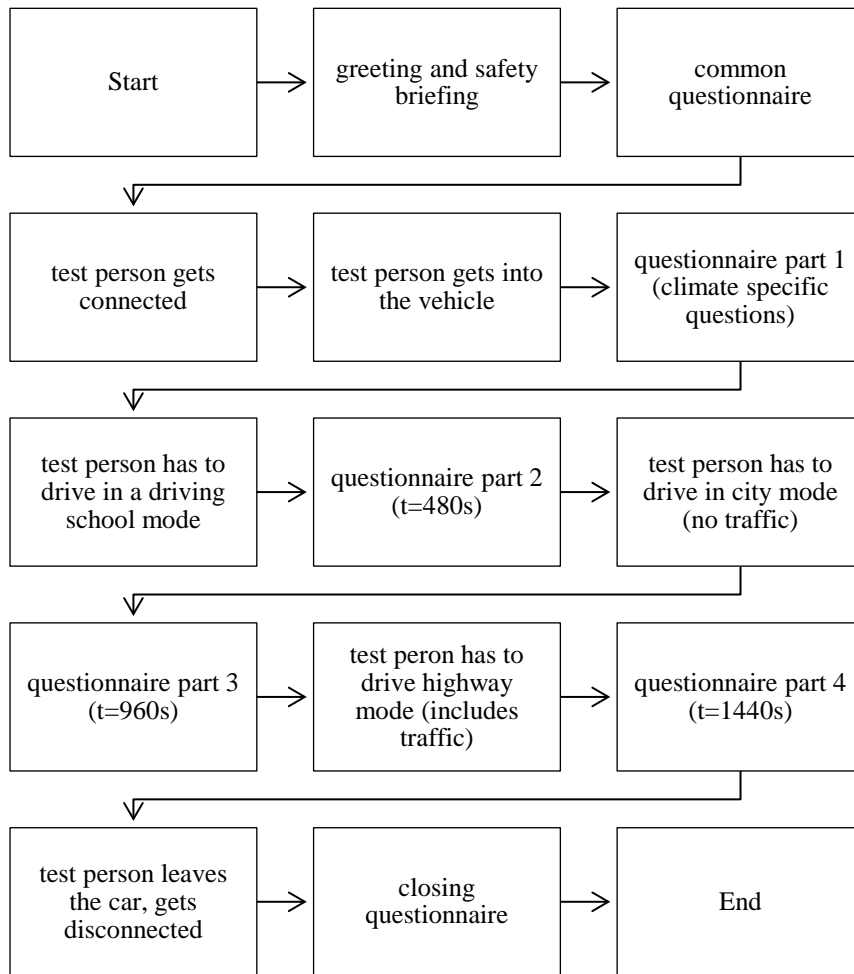 Start
greeting and safety
briefing
common
questionnaire
test person gets
connected
test person gets into
the vehicle
questionnaire part 1
(climate specific
questions)
test person has to
drive in a driving
school mode
questionnaire part 2
(t=480s)
test person has to
drive in city mode
(no traffic)
questionnaire part 3
(t=960s)
test peron has to
drive highway
mode (includes
traffic)
questionnaire part 4
(t=1440s)
test person leaves
the car, gets
disconnected
closing
questionnaire
End